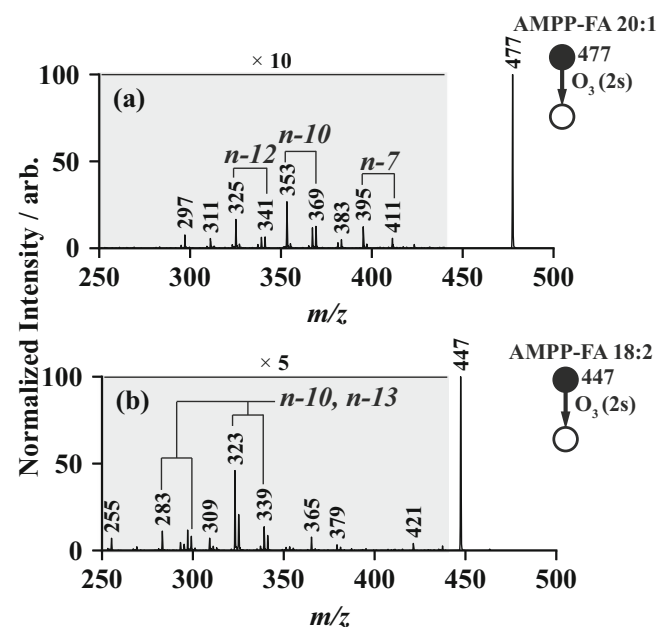 AMPP-FA 20:1
477
O3 (2s)
477
× 10
(a)
n-12
n-10
n-7
297
311
325
341
353
369
383
395
411
100
50
0
250 300 350 400 450 500
m/z
Normalized Intensity / arb.
AMPP-FA 18:2
447
O3 (2s)
447
× 5
(b)
n-10, n-13
255
283
309
323
339
365
379
421
100
50
0
250 300 350 400 450 500
m/z